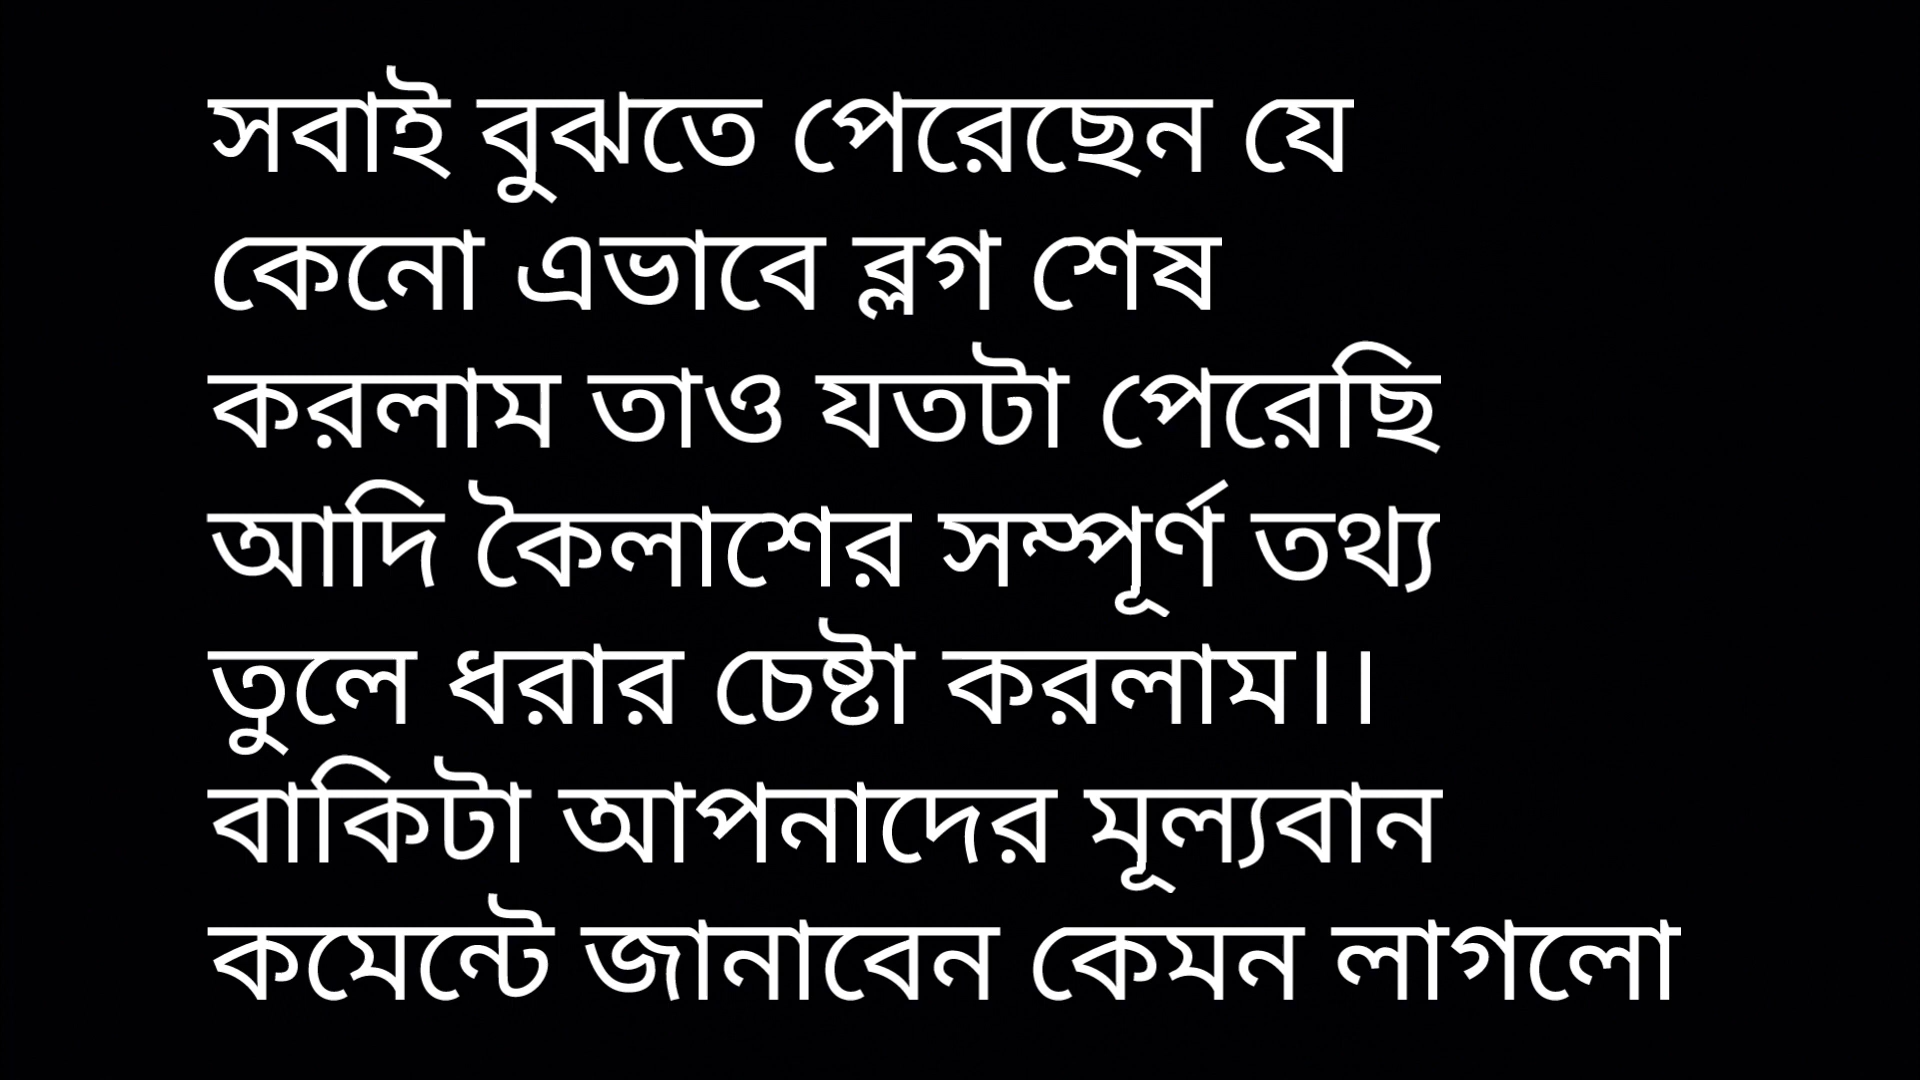 সবাই বুঝতে পেরেছেন যে
কেনো এভাবে ব্লগ শেষ
করলাম তাও যতটা পেরেছি
আদি কৈলাশের সম্পূর্ণ তথ্য
তুলে ধরার চেষ্টা করলাম।।
বাকিটা আপনাদের মূল্যবান
কমেন্টে জানাবেন কেমন লাগলো